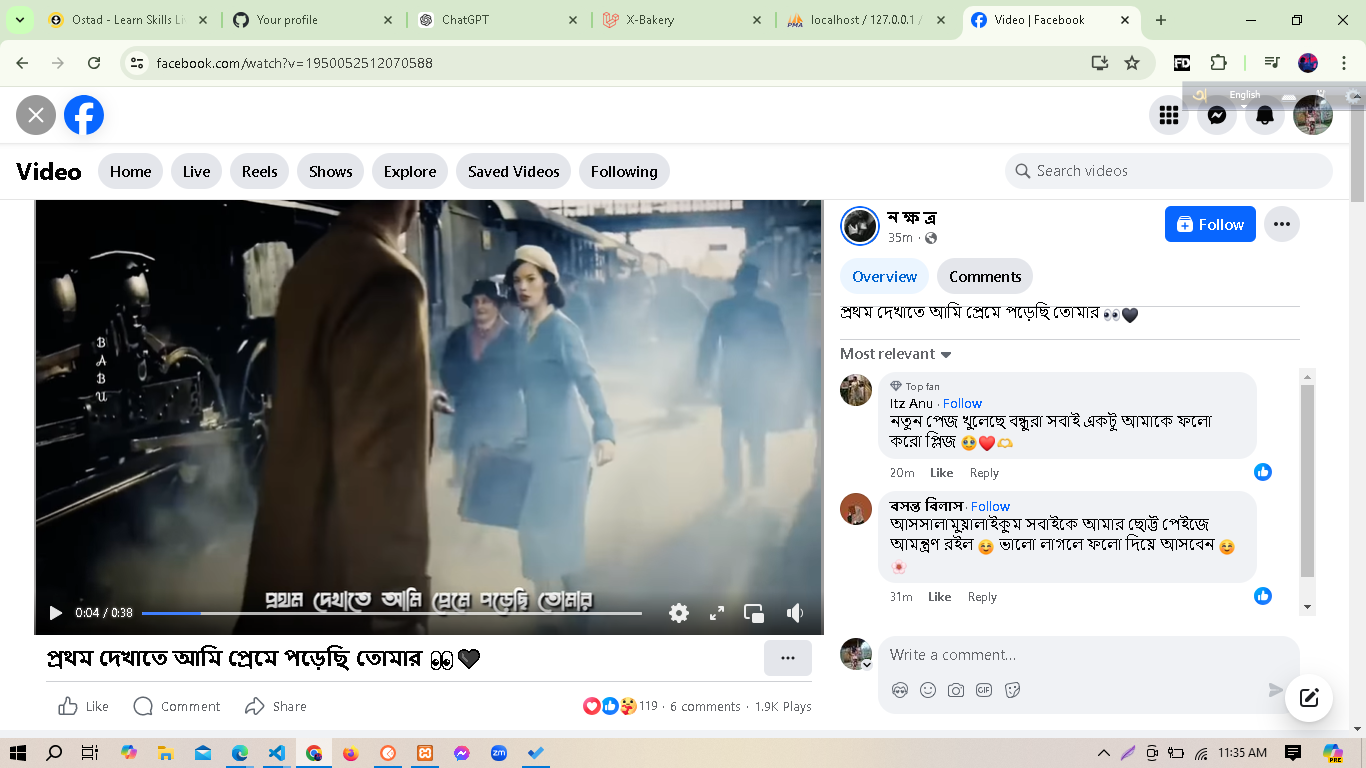 Ostad - Learn Skills Li
Your profile
ChatGPT
X-Bakery
localhost / 127.0.0.1 /
Video | Facebook
facebook.com/watch?v=1950052512070588
FD
English
Video
Home
Live
Reels
Shows
Explore
Saved Videos
Following
Search videos
BABU
প্রথম দেখাতে আমি প্রেমে পড়েছি তোমার
0:04 / 0:38
প্রথম দেখাতে আমি প্রেমে পড়েছি তোমার 👀🖤
Like
Comment
Share
119 · 6 comments · 1.9K Plays
ন ক্ষ ত্র
35m ·
Follow
Overview
Comments
প্রথম দেখাতে আমি প্রেমে পড়েছি তোমার 👀🖤
Most relevant
Top fan
Itz Anu · Follow
নতুন পেজ খুলেছে বন্ধুরা সবাই একটু আমাকে ফলো
করো প্লিজ 🥹❤️🫶
20m Like Reply
বসন্ত বিলাস · Follow
আসসালামুয়ালাইকুম সবাইকে আমার ছোট্ট পেইজে
আমন্ত্রণ রইল ☺️ ভালো লাগলে ফলো দিয়ে আসবেন ☺️
🌸
31m Like Reply
Write a comment...
GIF
zm
11:35 AM
PRE